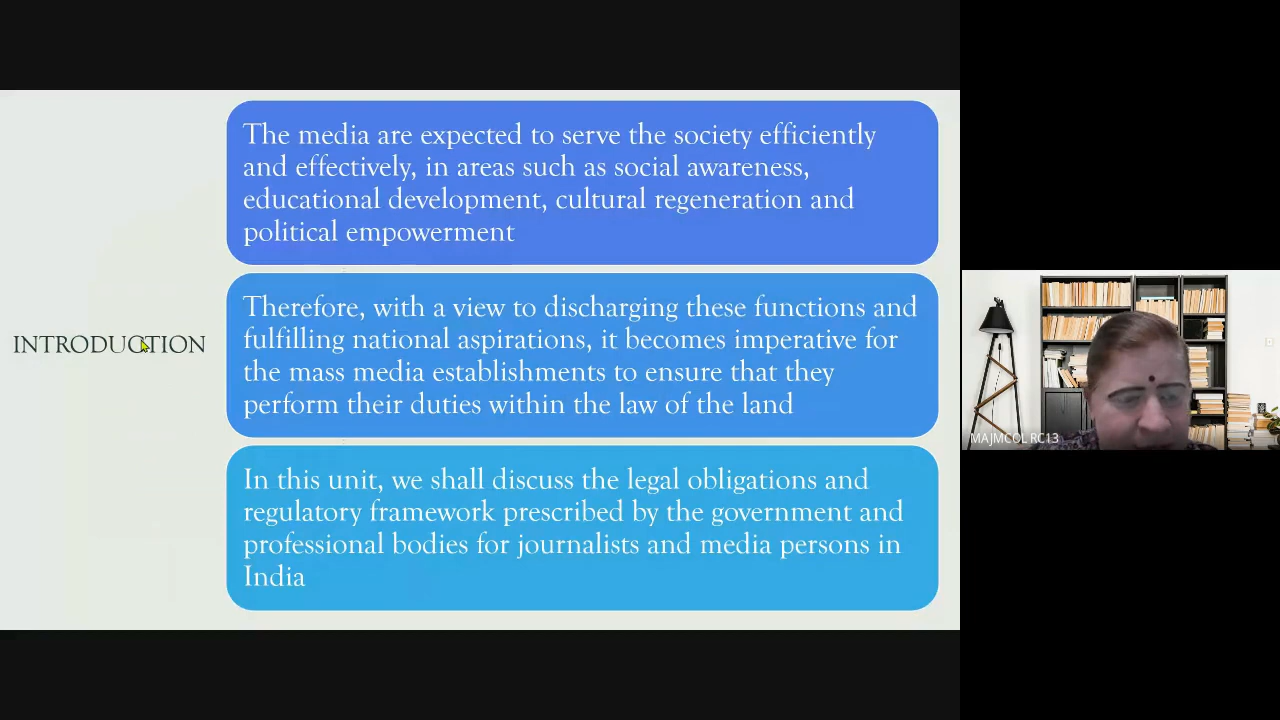 INTRODUCTION
The media are expected to serve the society efficiently
and effectively, in areas such as social awareness,
educational development, cultural regeneration and
political empowerment
Therefore, with a view to discharging these functions and
fulfilling national aspirations, it becomes imperative for
the mass media establishments to ensure that they
perform their duties within the law of the land
In this unit, we shall discuss the legal obligations and
regulatory framework prescribed by the government and
professional bodies for journalists and media persons in
India
MAJMCOL RC13